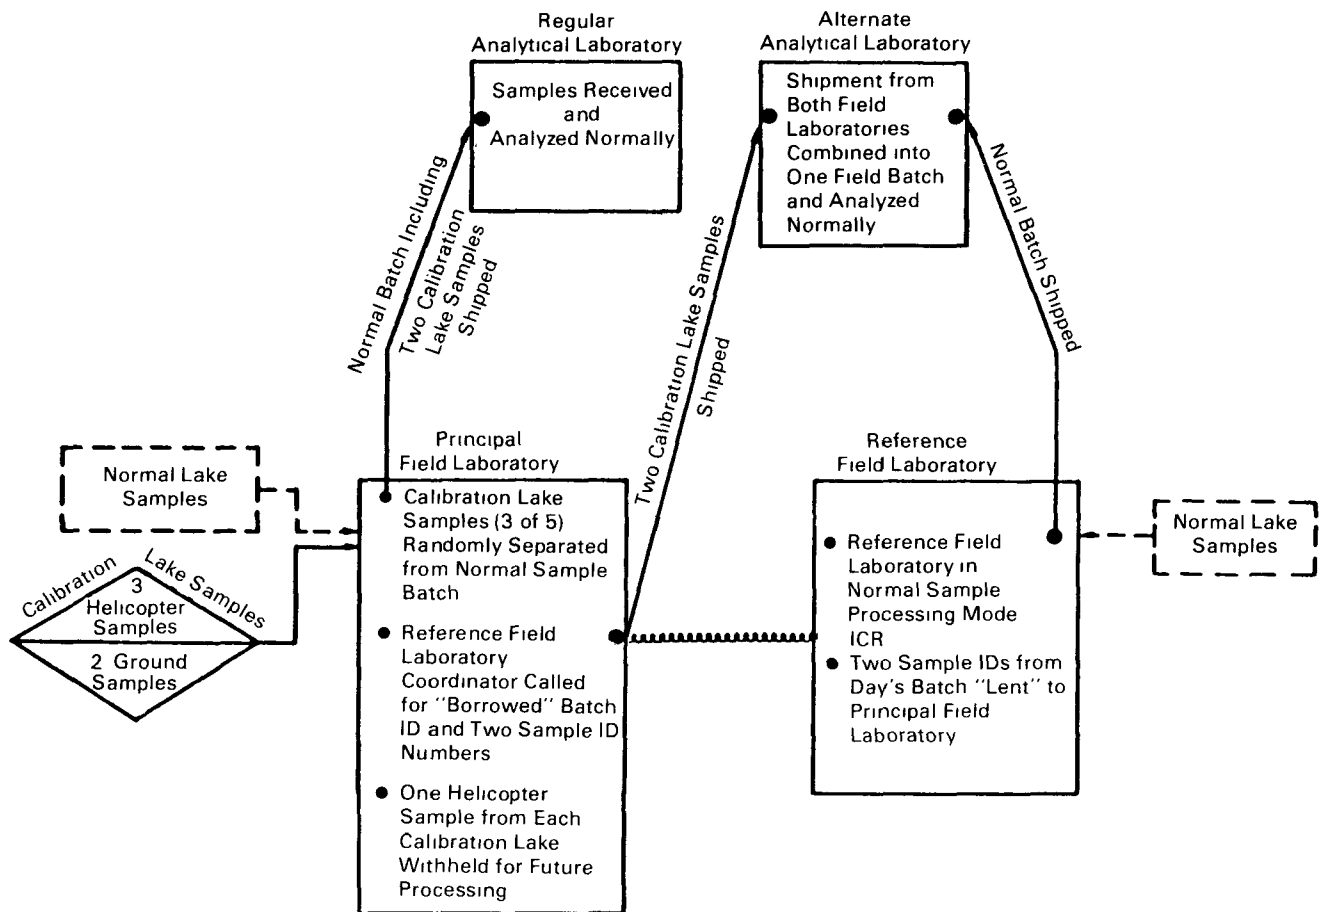 Regular
Analytical Laboratory
Samples Received
and
Analyzed Normally
Alternate
Analytical Laboratory
Shipment from
Both Field
Laboratories
Combined into
One Field Batch
and Analyzed
Normally
Normal Batch Including
Two Calibration
Lake Samples
Shipped
Two Calibration Lake Samples
Shipped
Normal Batch Shipped
Normal Lake
Samples
Calibration
Lake Samples
3
Helicopter
Samples
2 Ground
Samples
Principal
Field Laboratory
● Calibration Lake
Samples (3 of 5)
Randomly Separated
from Normal Sample
Batch
● Reference Field
Laboratory
Coordinator Called
for "Borrowed" Batch
ID and Two Sample ID
Numbers
● One Helicopter
Sample from Each
Calibration Lake
Withheld for Future
Processing
Reference
Field Laboratory
● Reference Field
Laboratory in
Normal Sample
Processing Mode
ICR
● Two Sample IDs from
Day's Batch "Lent" to
Principal Field
Laboratory
Normal Lake
Samples